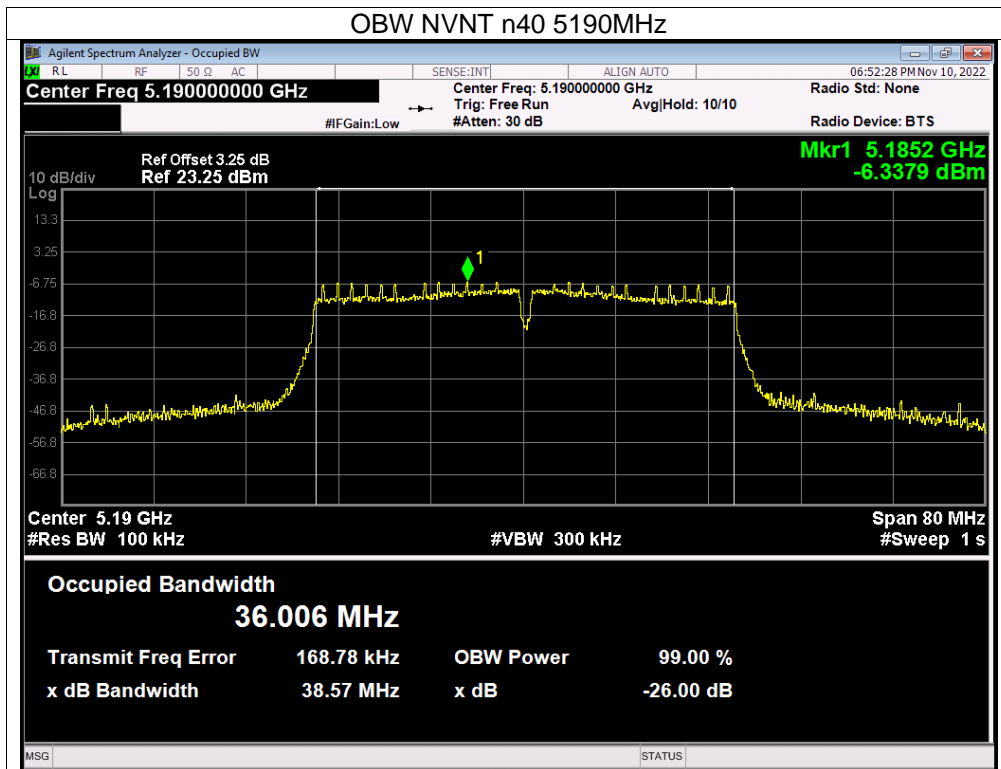 OBW NVNT n40 5190MHz
Agilent Spectrum Analyzer - Occupied BW
LXI RL RF 50 Ω AC SENSE:INT ALIGN AUTO 06:52:28 PM Nov 10, 2022
Center Freq 5.190000000 GHz Center Freq: 5.190000000 GHz Radio Std: None
Trig: Free Run Avg|Hold: 10/10
#IFGain:Low #Atten: 30 dB Radio Device: BTS
Mkr1 5.1852 GHz
-6.3379 dBm
Ref Offset 3.25 dB
10 dB/div Ref 23.25 dBm
Log
13.3
3.25
1
-6.75
-16.8
-26.8
-36.8
-46.8
-56.8
-66.8
Center 5.19 GHz Span 80 MHz
#Res BW 100 kHz #VBW 300 kHz #Sweep 1 s
Occupied Bandwidth
36.006 MHz
Transmit Freq Error 168.78 kHz OBW Power 99.00 %
x dB Bandwidth 38.57 MHz x dB -26.00 dB
MSG STATUS